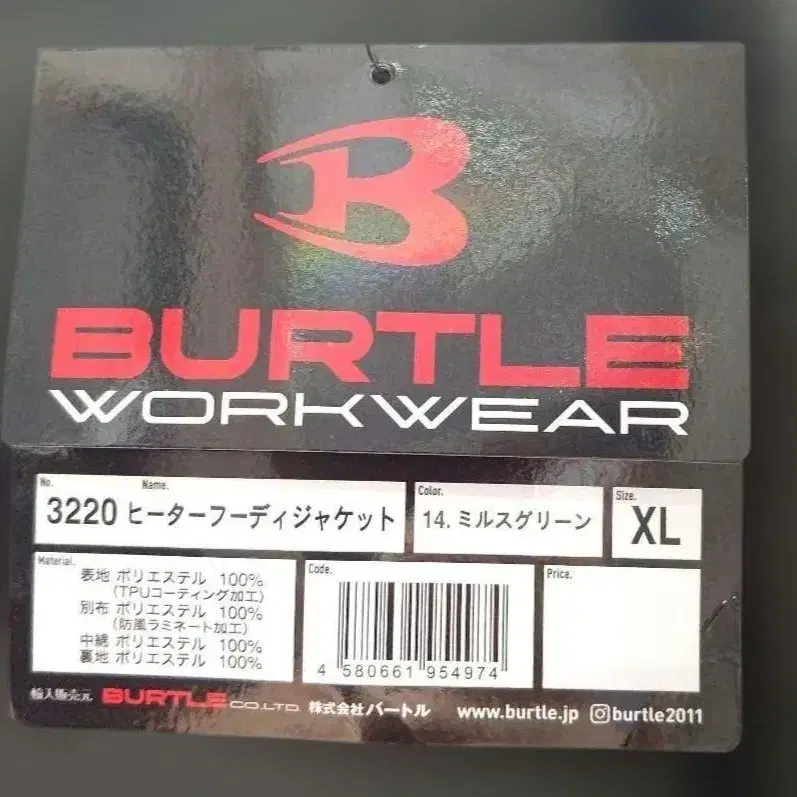 B
BURTLE
WORKWEAR
No. Name.
3220 ヒーターフーディジャケット
Color.
14. ミルスグリーン
Size.
XL
Material.
表地 ポリエステル 100%
(TPUコーティング加工)
別布 ポリエステル 100%
(防風ラミネート加工)
中綿 ポリエステル 100%
裏地 ポリエステル 100%
Code.
4 580661 954974
Price.
輸入販売元 BURTLE CO.LTD. 株式会社バートル www.burtle.jp burtle2011